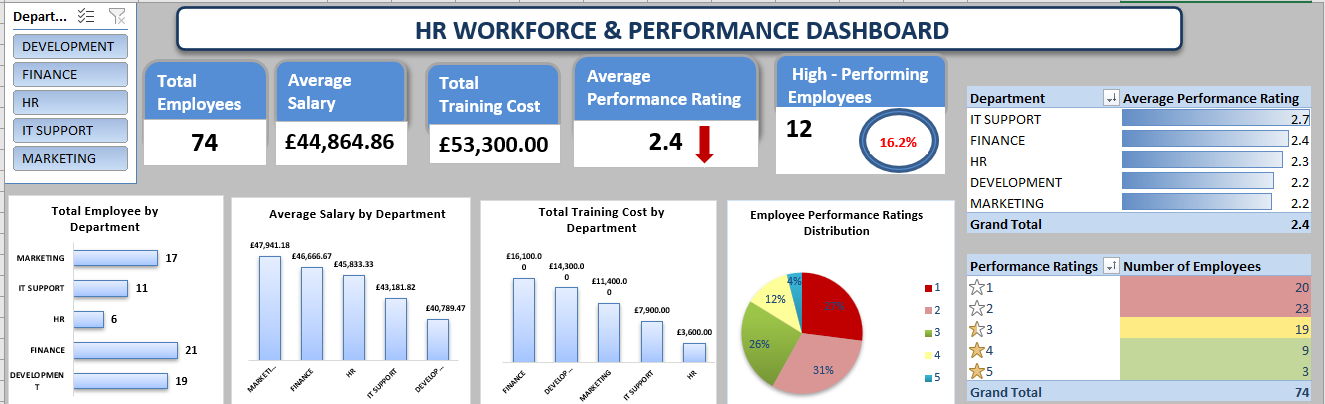 Depart...
DEVELOPMENT
FINANCE
HR
IT SUPPORT
MARKETING
HR WORKFORCE & PERFORMANCE DASHBOARD
Total
Employees
74
Average
Salary
£44,864.86
Total
Training Cost
£53,300.00
Average
Performance Rating
2.4
High - Performing
Employees
12
16.2%
Department Average Performance Rating
IT SUPPORT 2.7
FINANCE 2.4
HR 2.3
DEVELOPMENT 2.2
MARKETING 2.2
Grand Total 2.4
Total Employee by
Department
MARKETING 17
IT SUPPORT 11
HR 6
FINANCE 21
DEVELOPMEN
T 19
Average Salary by Department
£47,941.18
£46,666.67
£45,833.33
£43,181.82
£40,789.47
MARKETI...
FINANCE
HR
IT SUPPORT
DEVELOP...
Total Training Cost by
Department
£16,100.0
0
£14,300.0
0
£11,400.0
0
£7,900.00
£3,600.00
FINANCE
DEVELOP...
MARKETING
IT SUPPORT
HR
Employee Performance Ratings
Distribution
4%
27%
12%
26%
31%
1
2
3
4
5
Performance Ratings Number of Employees
1 20
2 23
3 19
4 9
5 3
Grand Total 74